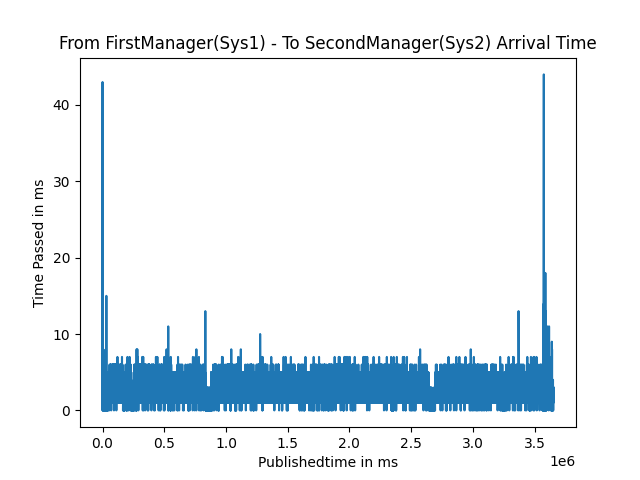 From FirstManager(Sys1) - To SecondManager(Sys2) Arrival Time
40
30
20
10
0
Time Passed in ms
0.0 0.5 1.0 1.5 2.0 2.5 3.0 3.5
1e6
Publishedtime in ms